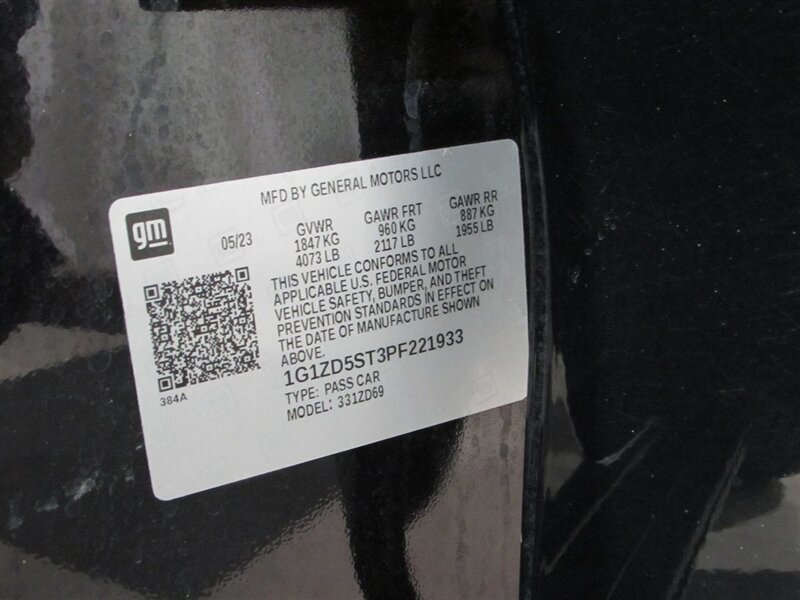 MFD BY GENERAL MOTORS LLC
gm
05/23
GVWR GAWR FRT GAWR RR
1847 KG 960 KG 887 KG
4073 LB 2117 LB 1955 LB
THIS VEHICLE CONFORMS TO ALL
APPLICABLE U.S. FEDERAL MOTOR
VEHICLE SAFETY, BUMPER, AND THEFT
PREVENTION STANDARDS IN EFFECT ON
THE DATE OF MANUFACTURE SHOWN
ABOVE.
1G1ZD5ST3PF221933
TYPE: PASS CAR
MODEL: 331ZD69
384A